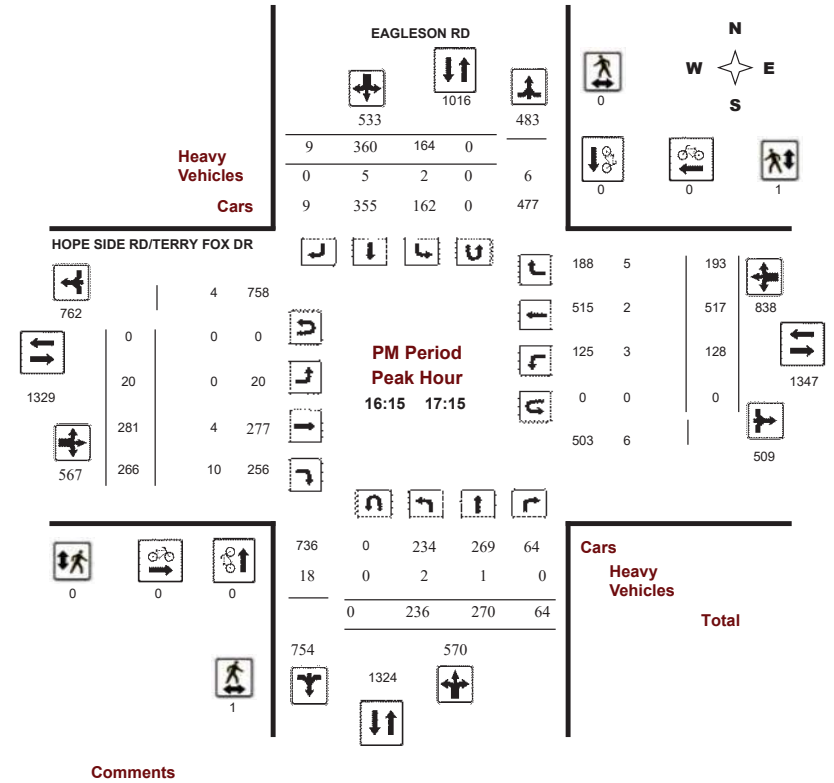 EAGLESON RD
N
W E
S
1016
0
533 483
9 360 164 0
Heavy
Vehicles
0 5 2 0 6
0 0 1
Cars 9 355 162 0 477
HOPE SIDE RD/TERRY FOX DR
188 5 193
762 4 758
515 2 517 838
0 0 0
PM Period
Peak Hour
16:15 17:15
125 3 128
1329 20 0 20
1347
0 0 0
281 4 277
503 6
509
567 266 10 256
736 0 234 269 64 Cars
18 0 2 1 0 Heavy
Vehicles
0 0 0
0 236 270 64 Total
754 570
1324
1
Comments